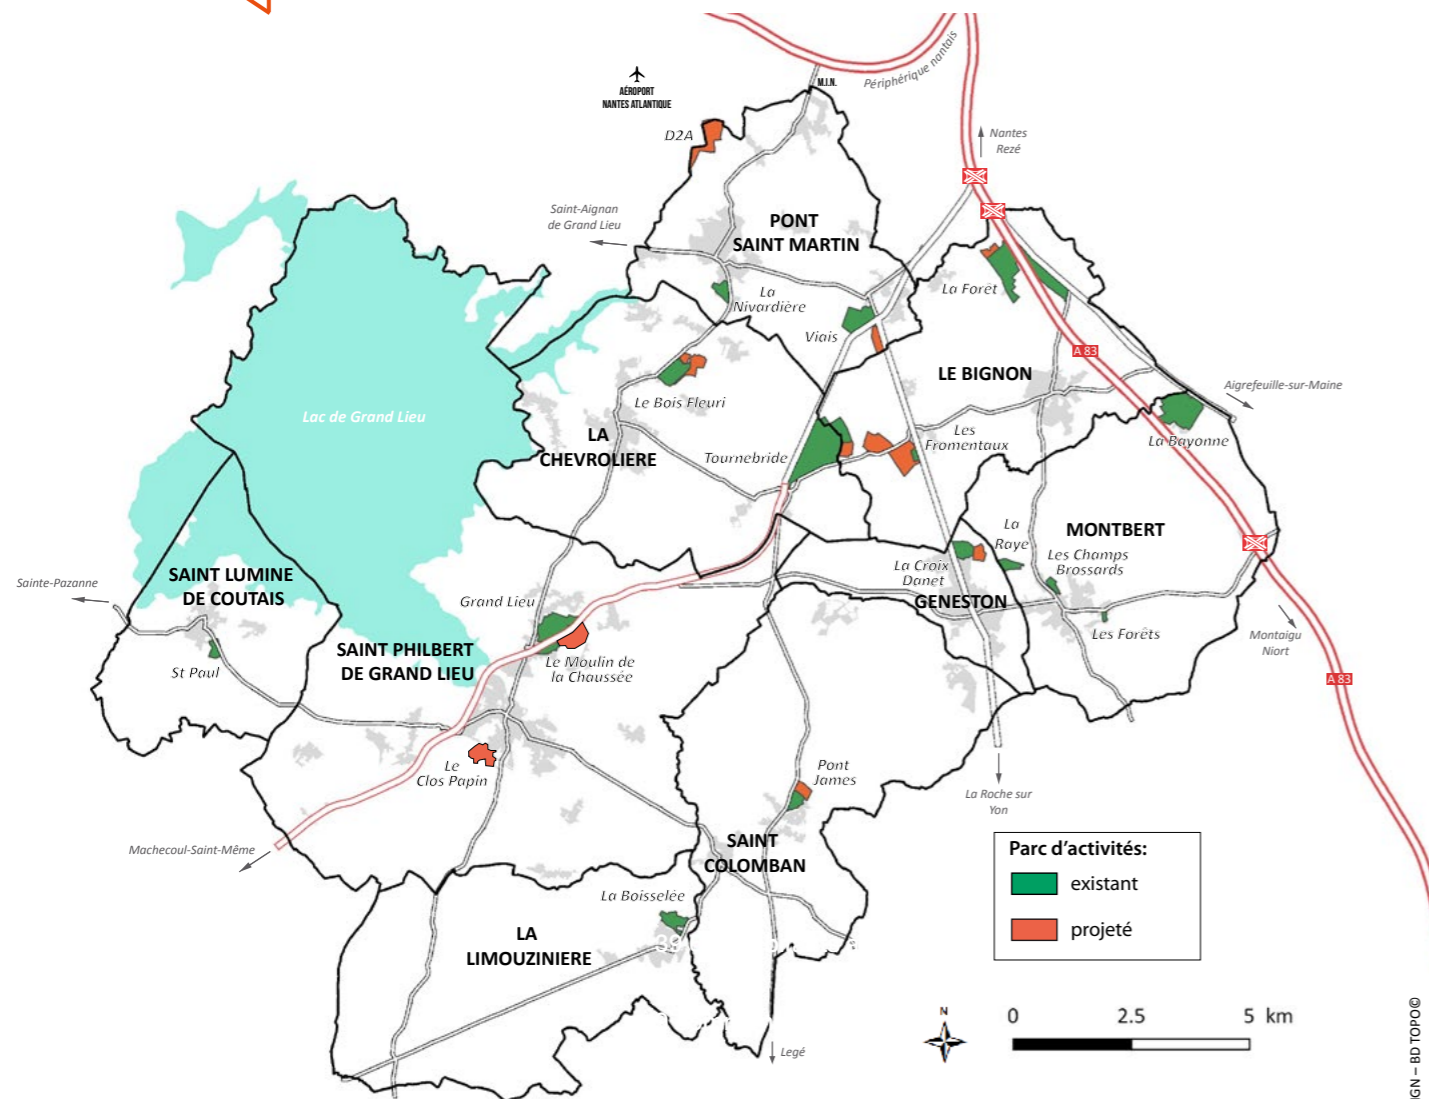 Périphérique nantais
M.I.N.
AÉROPORT
NANTES ATLANTIQUE
D2A
Nantes
Rezé
Saint-Aignan
de Grand Lieu
PONT
SAINT MARTIN
La
Nivardière
La Forêt
Viais
A 83
LE BIGNON
Aigrefeuille-sur-Maine
Le Bois Fleuri
Lac de Grand Lieu
LA
CHEVROLIERE
Tournebride
Les
Fromentaux
La Bayonne
La
Raye
MONTBERT
Les Champs
Brossards
La Croix
Danet
GENESTON
Les Forêts
Montaigu
Niort
A 83
Sainte-Pazanne
SAINT LUMINE
DE COUTAIS
Grand Lieu
St Paul
SAINT PHILBERT
DE GRAND LIEU
Le Moulin de
la Chaussée
Le
Clos Papin
Pont
James
La Roche sur
Yon
Machecoul-Saint-Même
SAINT
COLOMBAN
La Boisselée
LA
LIMOUZINIERE
39
Legé
Parc d'activités:
existant
projeté
N
0 2.5 5 km
IGN – BD TOPO©